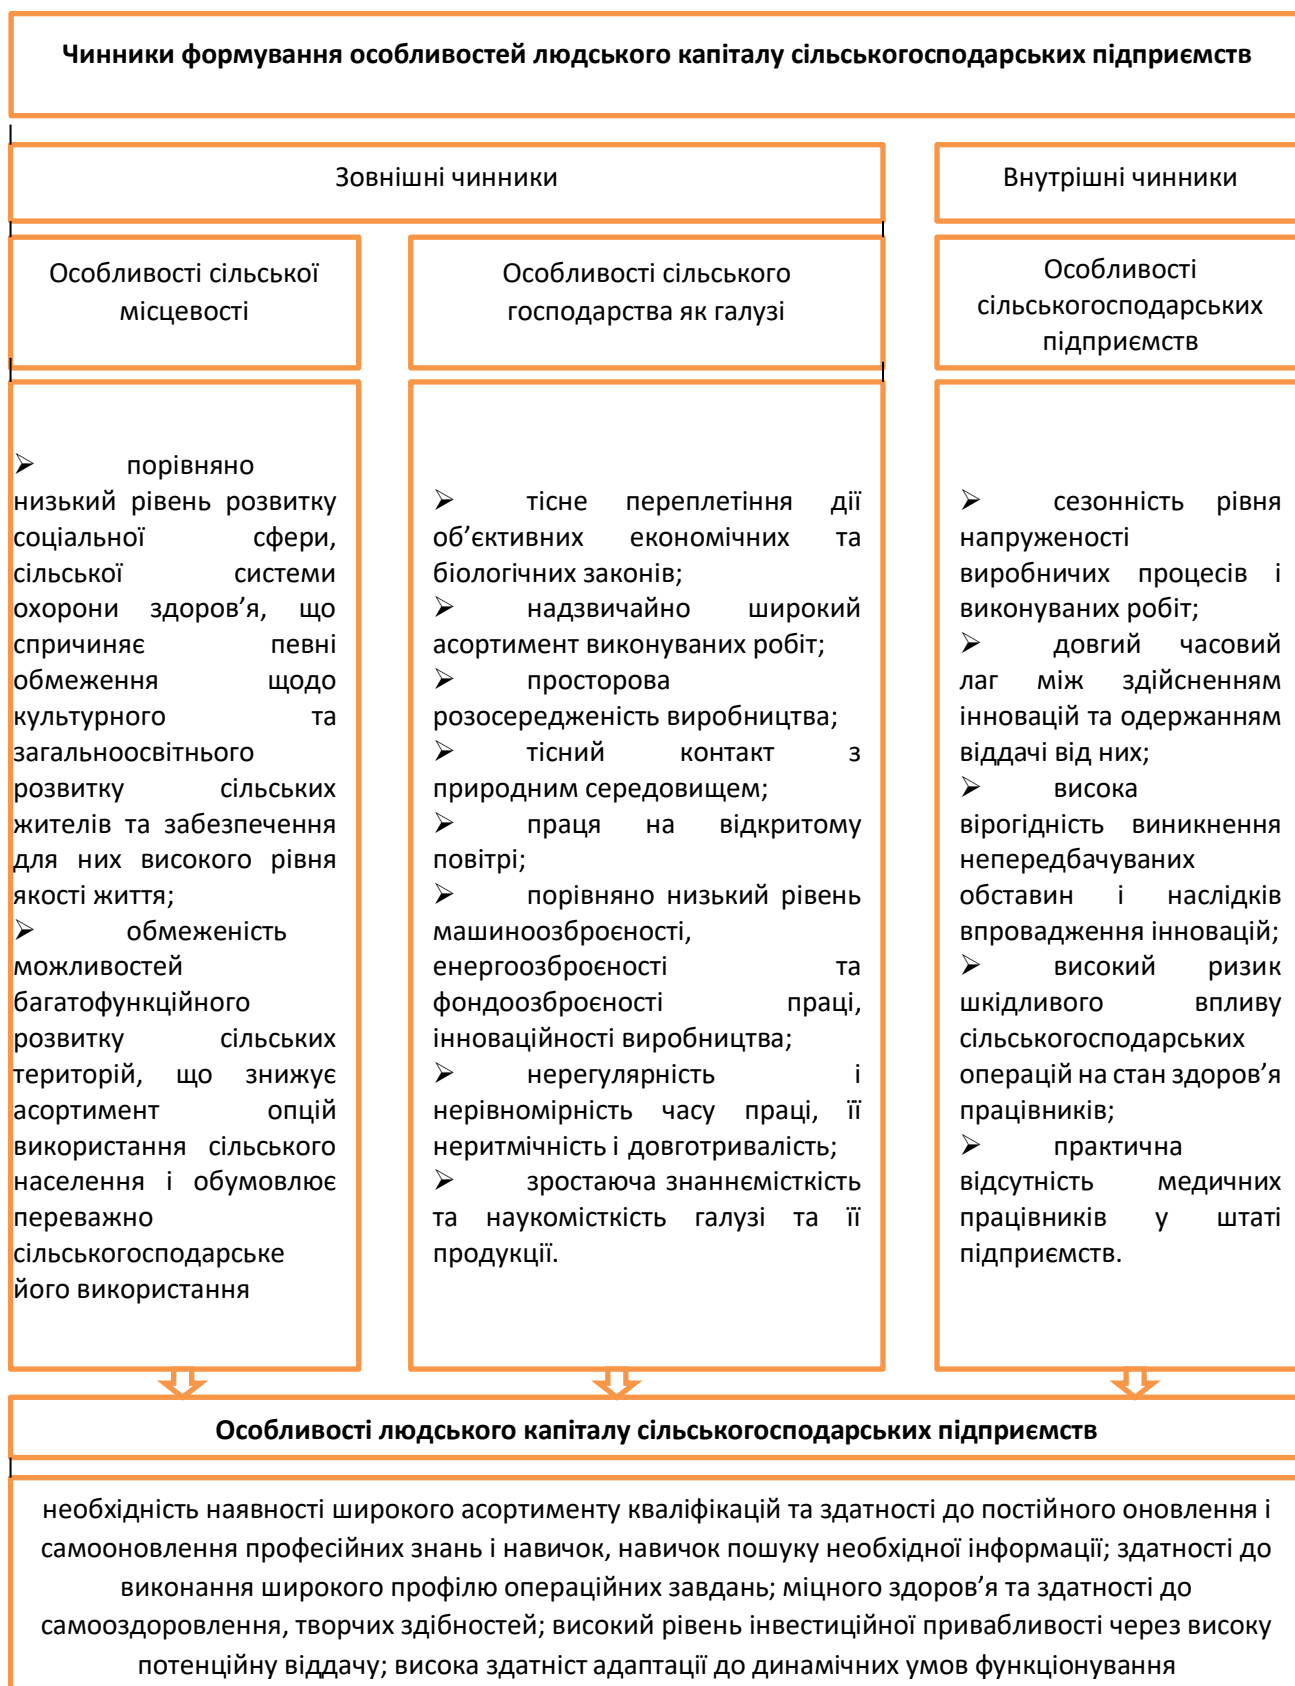 Чинники формування особливостей людського капіталу сільськогосподарських підприємств
Зовнішні чинники
Внутрішні чинники
Особливості сільської
місцевості
Особливості сільського
господарства як галузі
Особливості
сільськогосподарських
підприємств
➢ порівняно
низький рівень розвитку
соціальної сфери,
сільської системи
охорони здоров’я, що
спричиняє певні
обмеження щодо
культурного та
загальноосвітнього
розвитку сільських
жителів та забезпечення
для них високого рівня
якості життя;
➢ обмеженість
можливостей
багатофункційного
розвитку сільських
територій, що знижує
асортимент опцій
використання сільського
населення і обумовлює
переважно
сільськогосподарське
його використання
➢ тісне переплетіння дії
об’єктивних економічних та
біологічних законів;
➢ надзвичайно широкий
асортимент виконуваних робіт;
➢ просторова
розосередженість виробництва;
➢ тісний контакт з
природним середовищем;
➢ праця на відкритому
повітрі;
➢ порівняно низький рівень
машиноозброєності,
енергоозброєності та
фондоозброєності праці,
інноваційності виробництва;
➢ нерегулярність і
нерівномірність часу праці, її
неритмічність і довготривалість;
➢ зростаюча знаннємісткість
та наукомісткість галузі та її
продукції.
➢ сезонність рівня
напруженості
виробничих процесів і
виконуваних робіт;
➢ довгий часовий
лаг між здійсненням
інновацій та одержанням
віддачі від них;
➢ висока
вірогідність виникнення
непередбачуваних
обставин і наслідків
впровадження інновацій;
➢ високий ризик
шкідливого впливу
сільськогосподарських
операцій на стан здоров’я
працівників;
➢ практична
відсутність медичних
працівників у штаті
підприємств.
Особливості людського капіталу сільськогосподарських підприємств
необхідність наявності широкого асортименту кваліфікацій та здатності до постійного оновлення і
самооновлення професійних знань і навичок, навичок пошуку необхідної інформації; здатності до
виконання широкого профілю операційних завдань; міцного здоров’я та здатності до
самооздоровлення, творчих здібностей; високий рівень інвестиційної привабливості через високу
потенційну віддачу; висока здатніст адаптації до динамічних умов функціонування